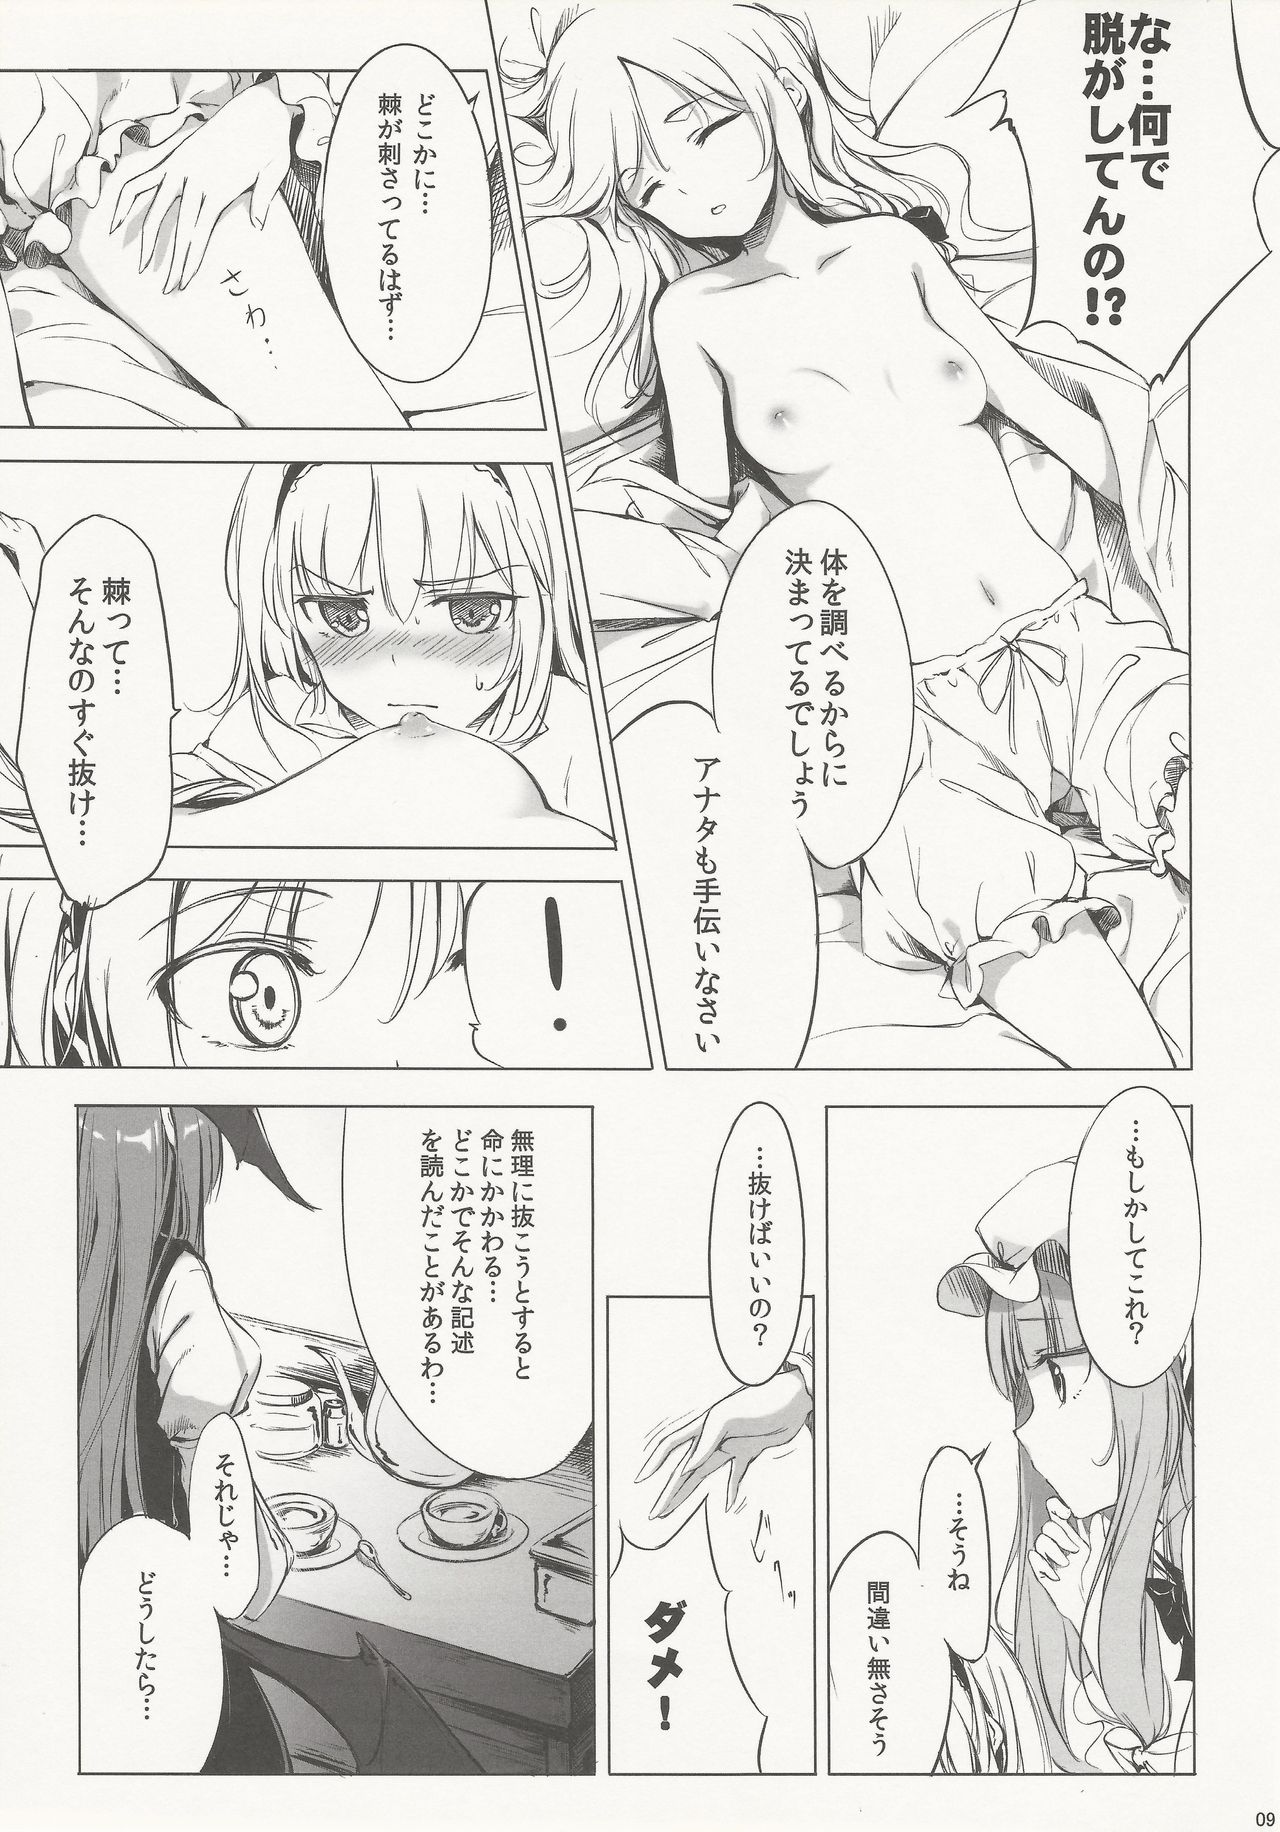 な…何で
脱がしてんの!?
体を調べるからに
決まってるでしょう
アナタも手伝いなさい
どこかに…
棘が刺さってるはず…
さわ…
棘って…
そんなのすぐ抜け…
!
…もしかしてこれ?
…そうね
間違い無さそう
…抜けばいいの?
ビクッ
ダメ!
無理に抜こうとすると
命にかかわる…
どこかでそんな記述
を読んだことがあるわ…
それじゃ…
どうしたら…
09